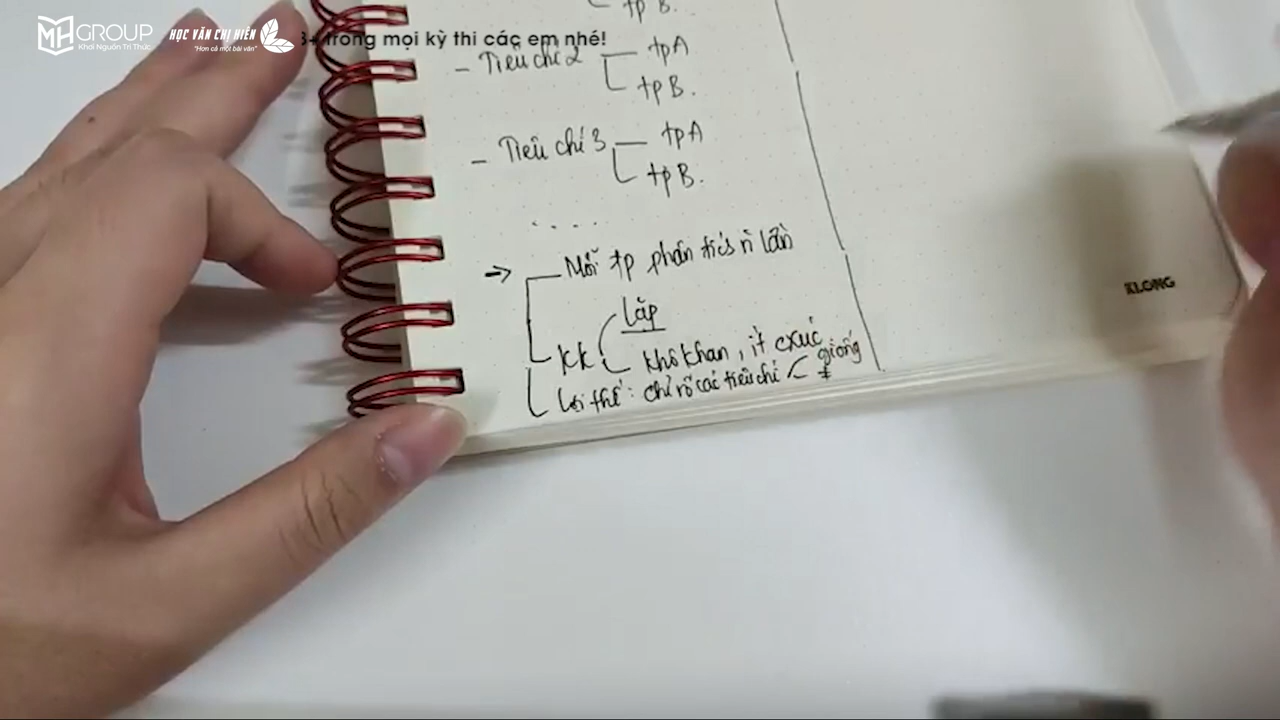 MH GROUP
Khơi Nguồn Tri Thức
HỌC VĂN CHỊ HIÊN
"Hơn cả một bài văn"
8+ trong mọi kỳ thi các em nhé!
tp B.
- Tiêu chí 2 tp A
tp B.
- Tiêu chí 3 tp A
tp B.
....
→ Mỗi tp phân tích n lần
KK lặp
khô khan, ít cxúc
Lợi thế: chỉ rõ các tiêu chí giống
≠
KLONG